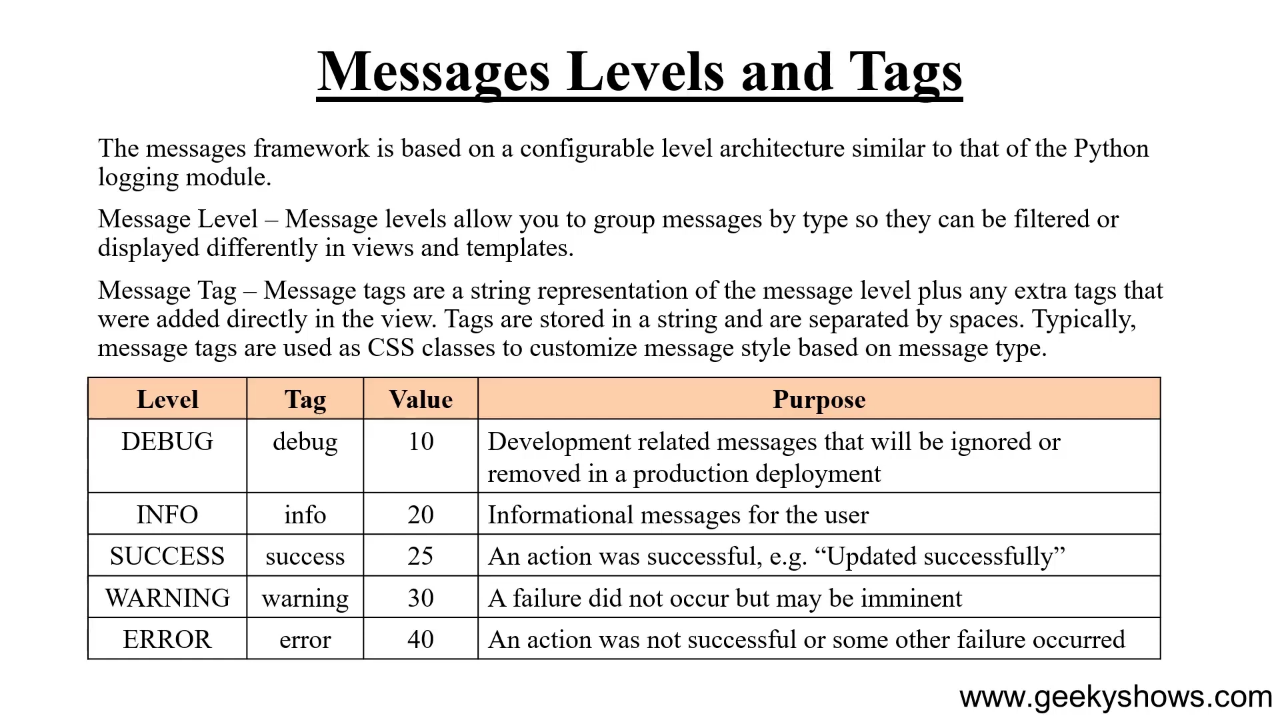 Messages Levels and Tags
The messages framework is based on a configurable level architecture similar to that of the Python
logging module.
Message Level – Message levels allow you to group messages by type so they can be filtered or
displayed differently in views and templates.
Message Tag – Message tags are a string representation of the message level plus any extra tags that
were added directly in the view. Tags are stored in a string and are separated by spaces. Typically,
message tags are used as CSS classes to customize message style based on message type.
Level Tag Value Purpose
DEBUG debug 10 Development related messages that will be ignored or
removed in a production deployment
INFO info 20 Informational messages for the user
SUCCESS success 25 An action was successful, e.g. “Updated successfully”
WARNING warning 30 A failure did not occur but may be imminent
ERROR error 40 An action was not successful or some other failure occurred
www.geekyshows.com